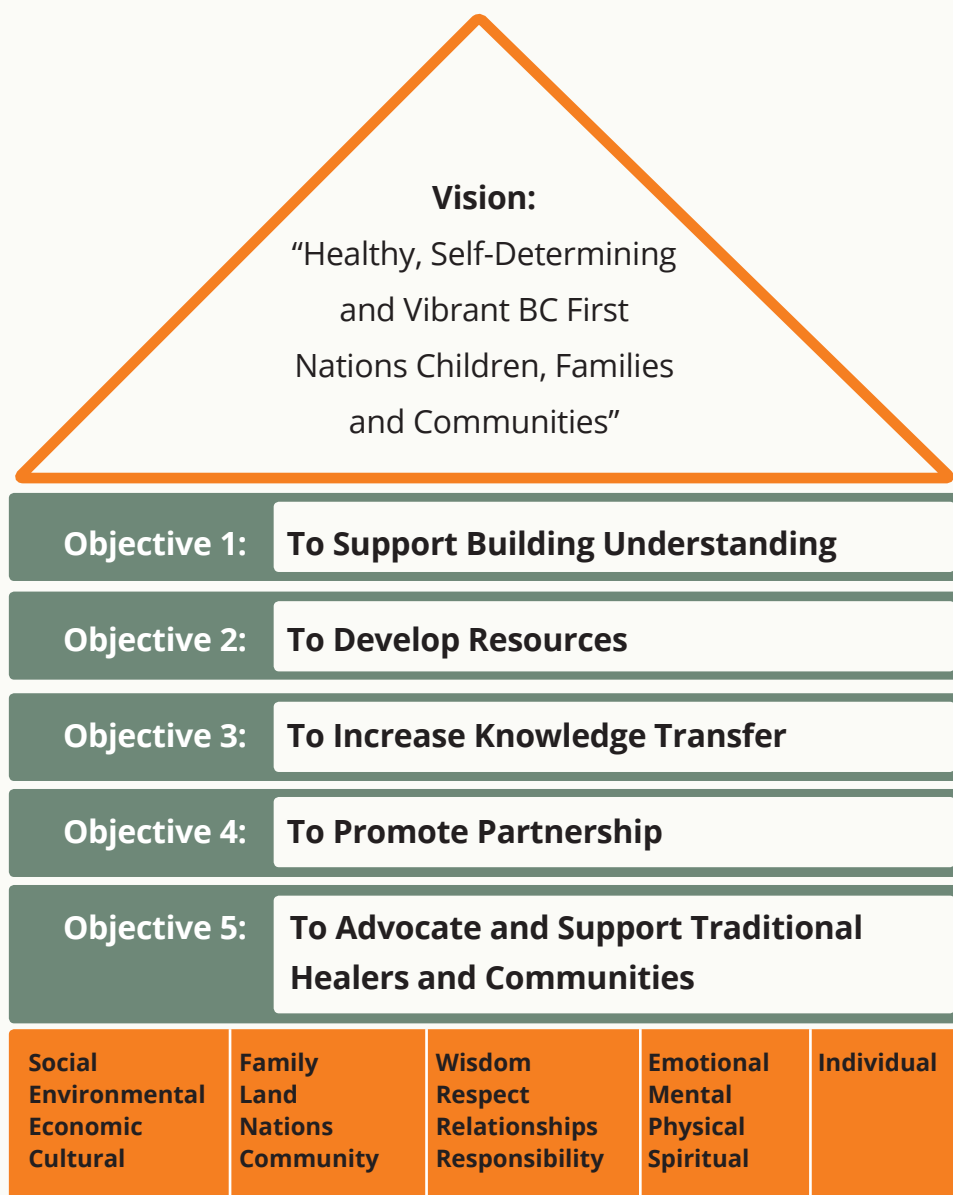 Vision:
“Healthy, Self-Determining
and Vibrant BC First
Nations Children, Families
and Communities”
Objective 1: To Support Building Understanding
Objective 2: To Develop Resources
Objective 3: To Increase Knowledge Transfer
Objective 4: To Promote Partnership
Objective 5: To Advocate and Support Traditional
Healers and Communities
Social
Environmental
Economic
Cultural
Family
Land
Nations
Community
Wisdom
Respect
Relationships
Responsibility
Emotional
Mental
Physical
Spiritual
Individual